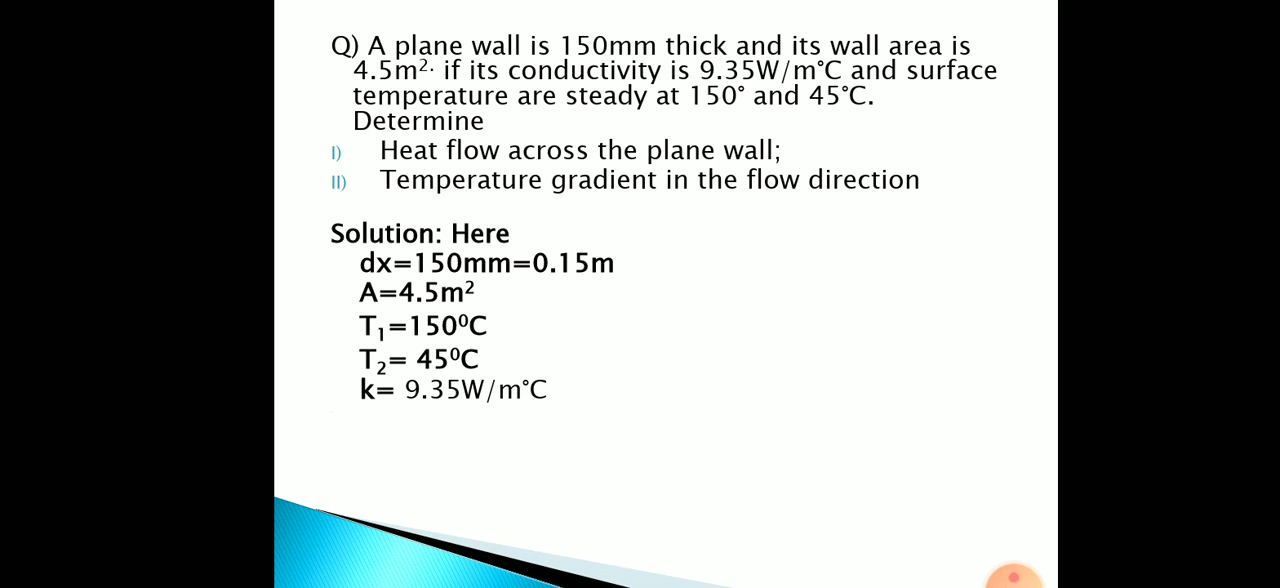 Q) A plane wall is 150mm thick and its wall area is
4.5m². if its conductivity is 9.35W/m°C and surface
temperature are steady at 150° and 45°C.
Determine
I) Heat flow across the plane wall;
II) Temperature gradient in the flow direction
Solution: Here
dx=150mm=0.15m
A=4.5m²
T₁=150⁰C
T₂= 45⁰C
k= 9.35W/m°C